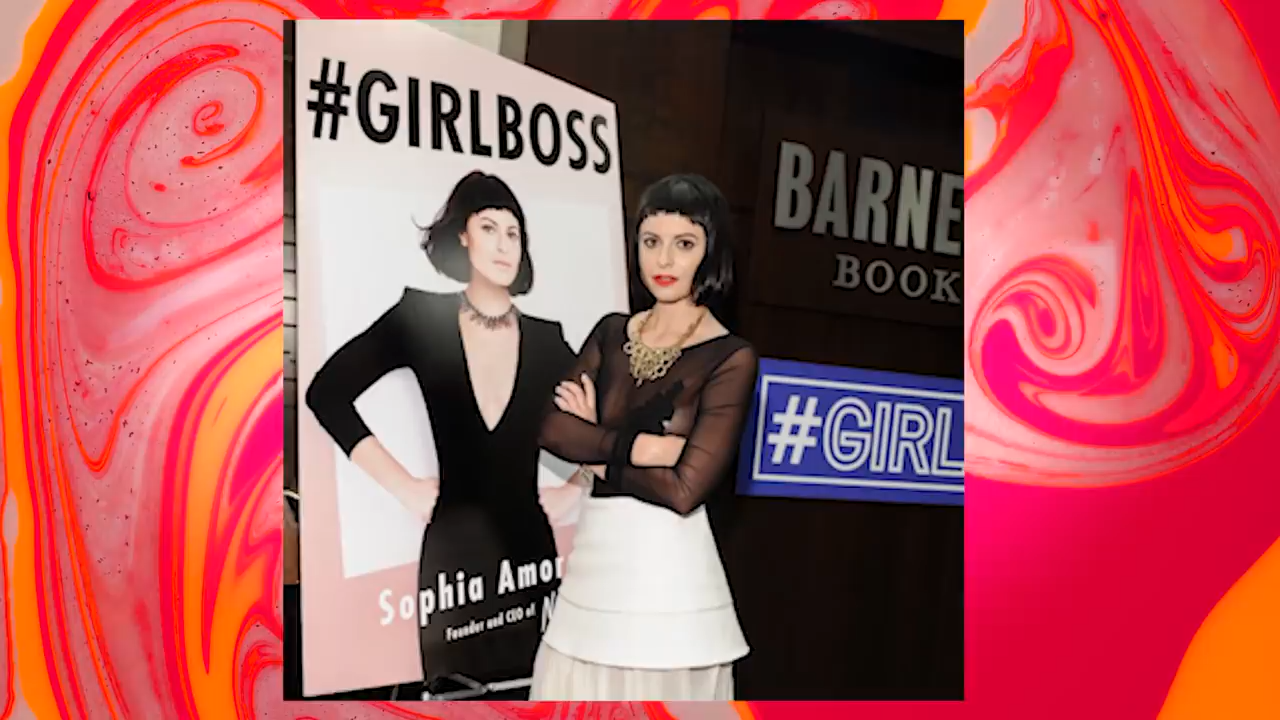 #GIRLBOSS
BARNE
BOOK
#GIRL
Sophia Amor
Founder and CEO of N